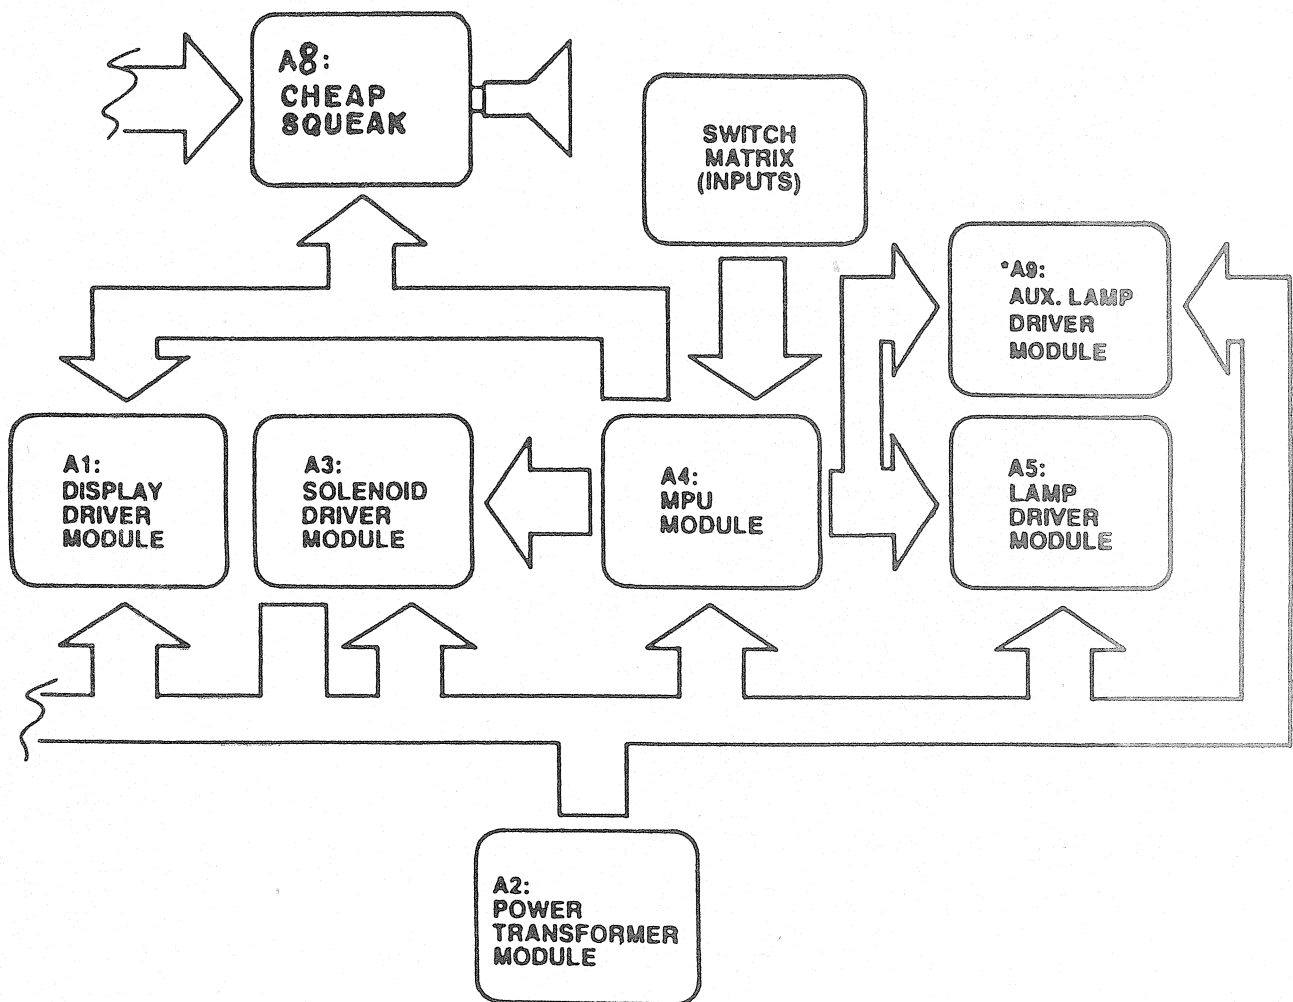 A8:
CHEAP
SQUEAK
SWITCH
MATRIX
(INPUTS)
*A9:
AUX. LAMP
DRIVER
MODULE
A1:
DISPLAY
DRIVER
MODULE
A3:
SOLENOID
DRIVER
MODULE
A4:
MPU
MODULE
A5:
LAMP
DRIVER
MODULE
A2:
POWER
TRANSFORMER
MODULE